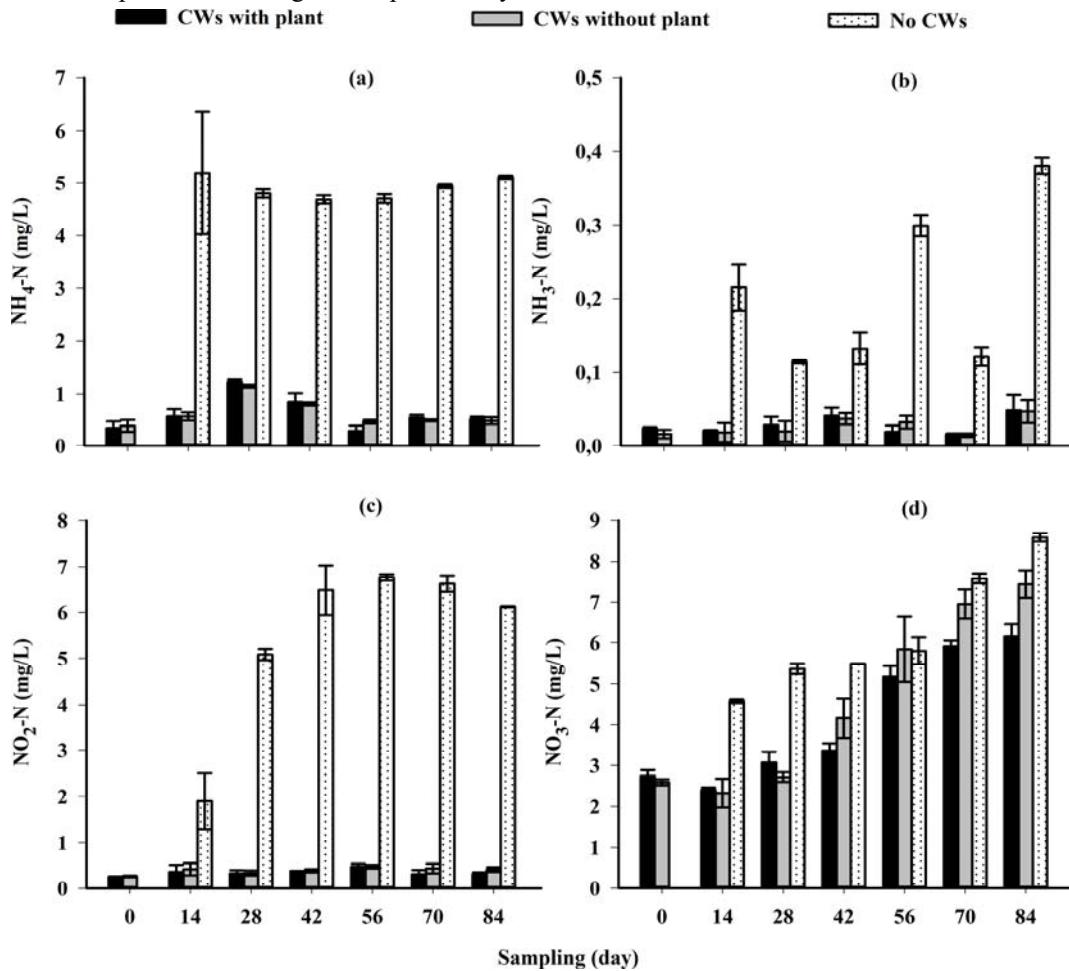 CWs with plant CWs without plant No CWs
(a) (b)
7 0,5
6 0,4
5
4 0,3
3 0,2
2
1 0,1
0 0,0
NH4-N (mg/L) NH3-N (mg/L)
(c) (d)
8 9
7 8
6 7
5 6
4 5
3 4
2 3
1 2
0 1
0
NO2-N (mg/L) NO3-N (mg/L)
0 14 28 42 56 70 84 0 14 28 42 56 70 84
Sampling (day)